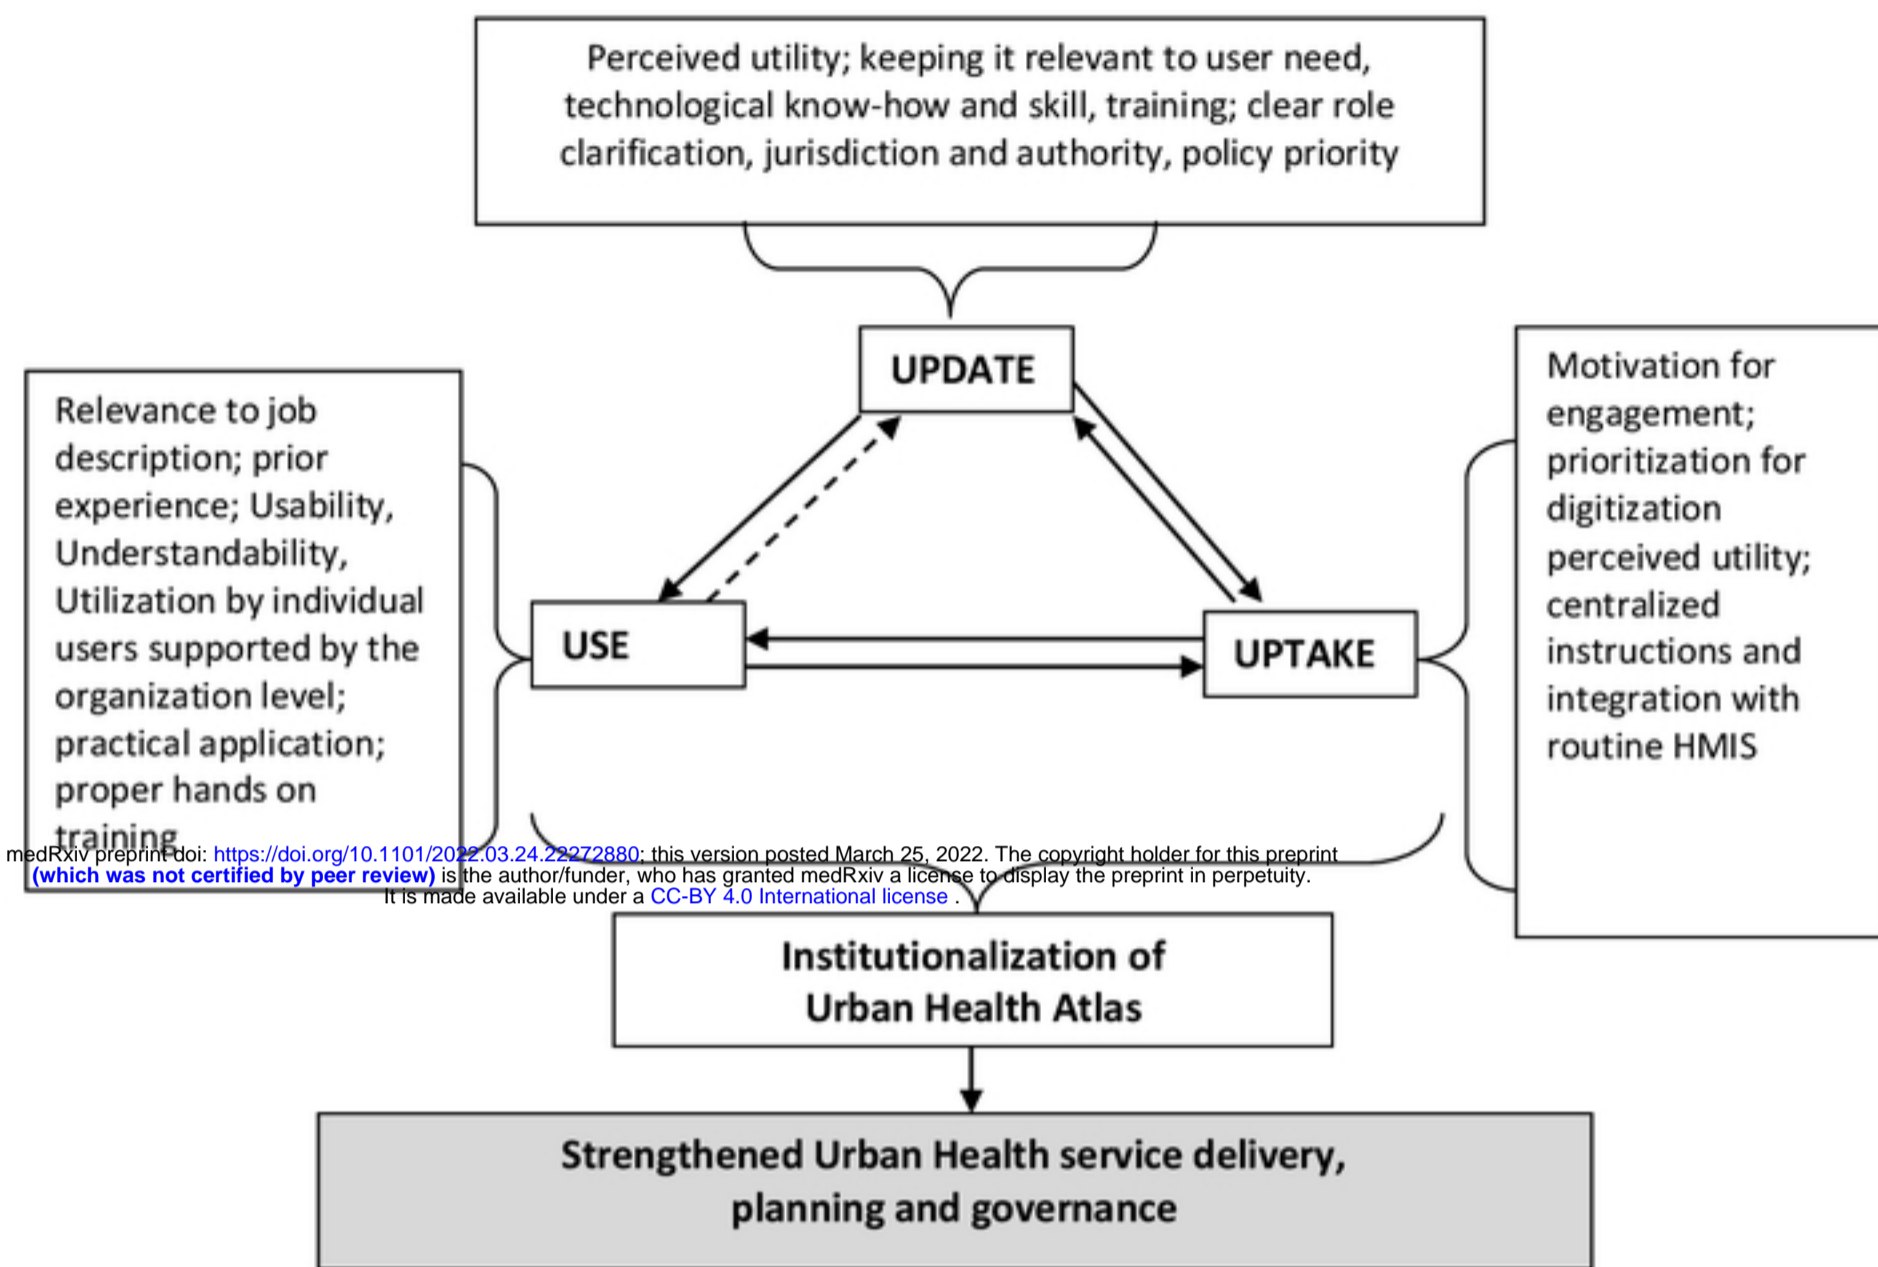 Perceived utility; keeping it relevant to user need,
technological know-how and skill, training; clear role
clarification, jurisdiction and authority, policy priority
UPDATE
Relevance to job
description; prior
experience; Usability,
Understandability,
Utilization by individual
users supported by the
organization level;
practical application;
proper hands on
training
USE
UPTAKE
Motivation for
engagement;
prioritization for
digitization
perceived utility;
centralized
instructions and
integration with
routine HMIS
medRxiv preprint doi: https://doi.org/10.1101/2022.03.24.22272880; this version posted March 25, 2022. The copyright holder for this preprint
(which was not certified by peer review) is the author/funder, who has granted medRxiv a license to display the preprint in perpetuity.
It is made available under a CC-BY 4.0 International license .
Institutionalization of
Urban Health Atlas
Strengthened Urban Health service delivery,
planning and governance